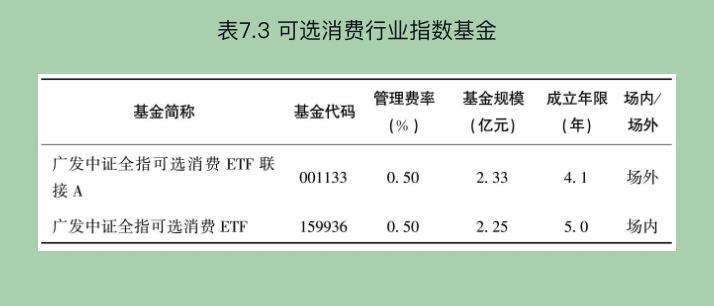 表7.3 可选消费行业指数基金
基金简称 基金代码 管理费率(%) 基金规模(亿元) 成立年限(年) 场内/场外
广发中证全指可选消费 ETF 联接 A 001133 0.50 2.33 4.1 场外
广发中证全指可选消费 ETF 159936 0.50 2.25 5.0 场内